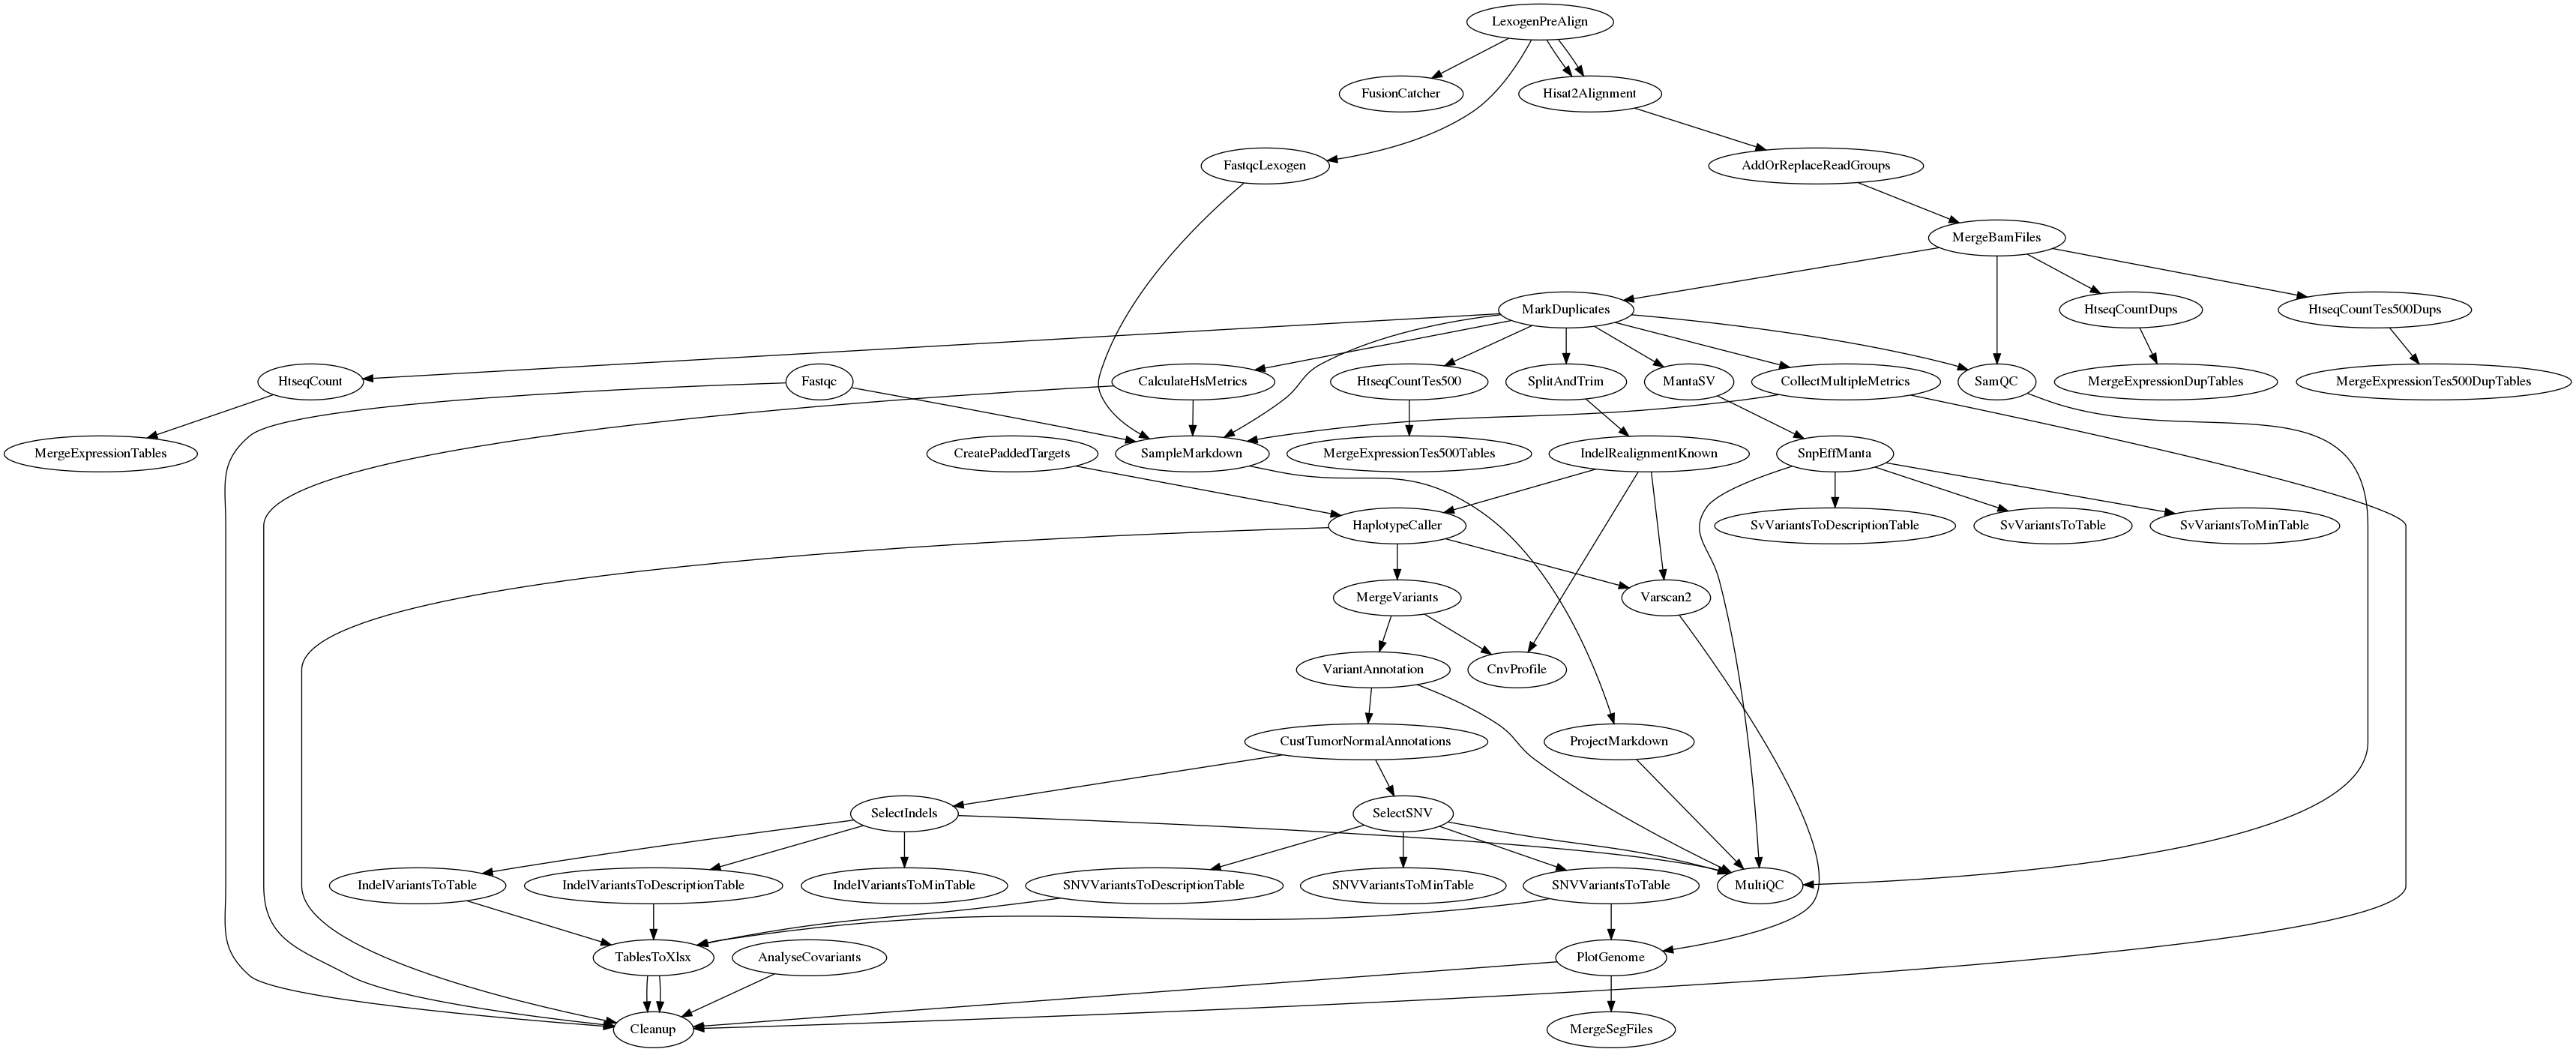 LexogenPreAlign
FusionCatcher
Hisat2Alignment
FastqcLexogen
AddOrReplaceReadGroups
MergeBamFiles
MarkDuplicates
HtseqCountDups
HtseqCountTes500Dups
HtseqCount
Fastqc
CalculateHsMetrics
HtseqCountTes500
SplitAndTrim
MantaSV
CollectMultipleMetrics
SamQC
MergeExpressionDupTables
MergeExpressionTes500DupTables
MergeExpressionTables
CreatePaddedTargets
SampleMarkdown
MergeExpressionTes500Tables
IndelRealignmentKnown
SnpEffManta
HaplotypeCaller
SvVariantsToDescriptionTable
SvVariantsToTable
SvVariantsToMinTable
MergeVariants
Varscan2
VariantAnnotation
CnvProfile
CustTumorNormalAnnotations
ProjectMarkdown
SelectIndels
SelectSNV
IndelVariantsToTable
IndelVariantsToDescriptionTable
IndelVariantsToMinTable
SNVVariantsToDescriptionTable
SNVVariantsToMinTable
SNVVariantsToTable
MultiQC
TablesToXlsx
AnalyseCovariants
PlotGenome
Cleanup
MergeSegFiles